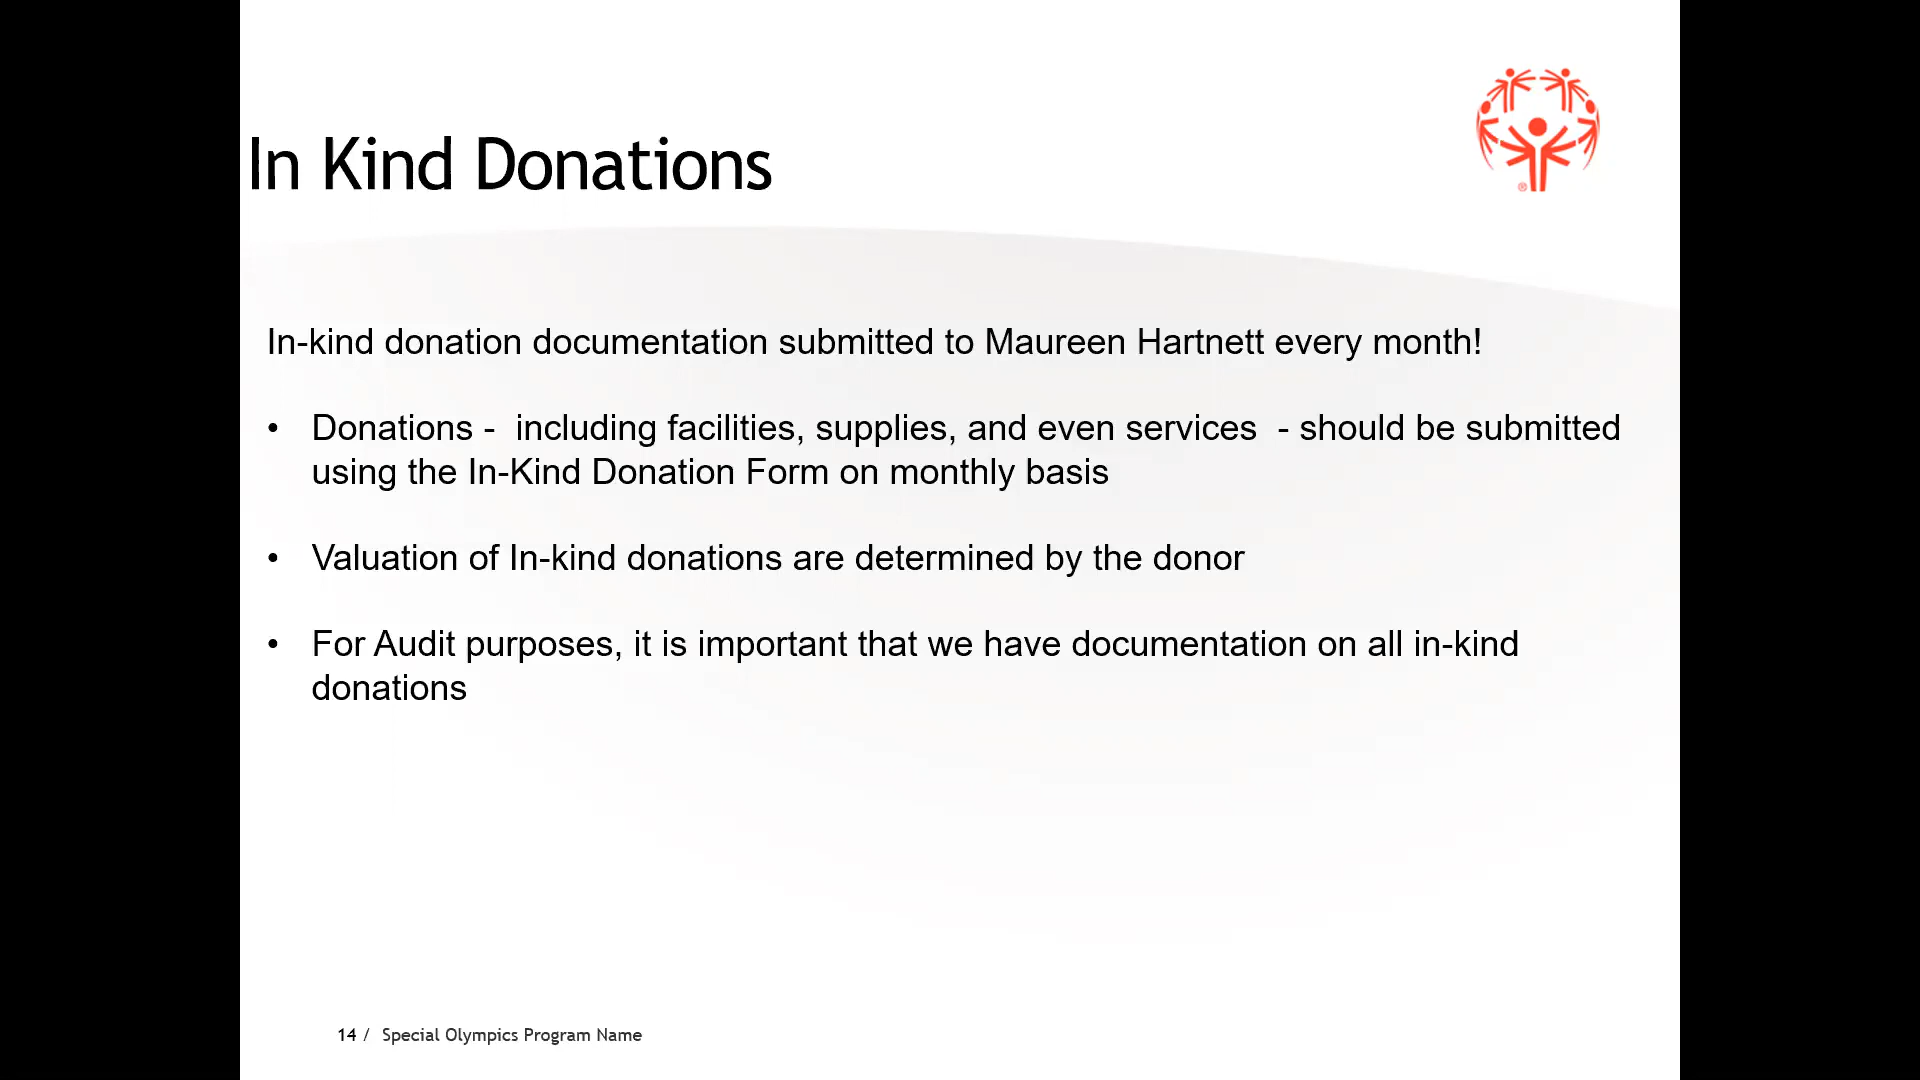 In Kind Donations
In-kind donation documentation submitted to Maureen Hartnett every month!
• Donations -  including facilities, supplies, and even services  - should be submitted
using the In-Kind Donation Form on monthly basis
• Valuation of In-kind donations are determined by the donor
• For Audit purposes, it is important that we have documentation on all in-kind
donations
®
14 / Special Olympics Program Name